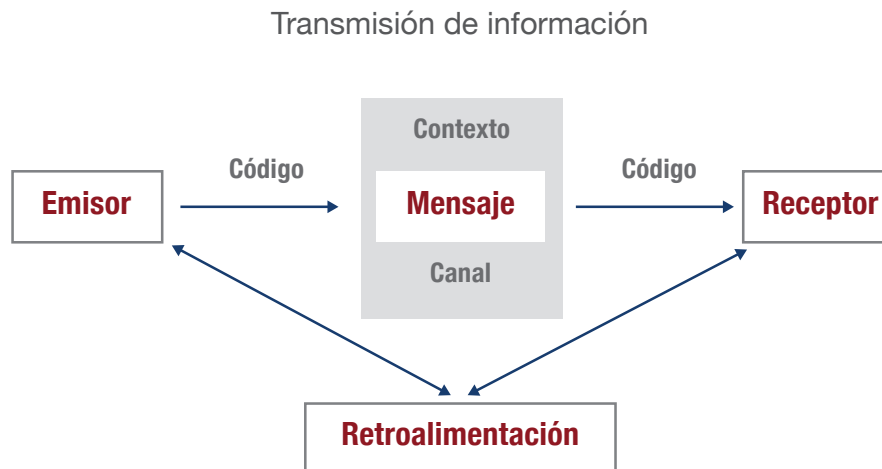 Transmisión de información
Contexto
Código
Código
Emisor
Mensaje
Receptor
Canal
Retroalimentación